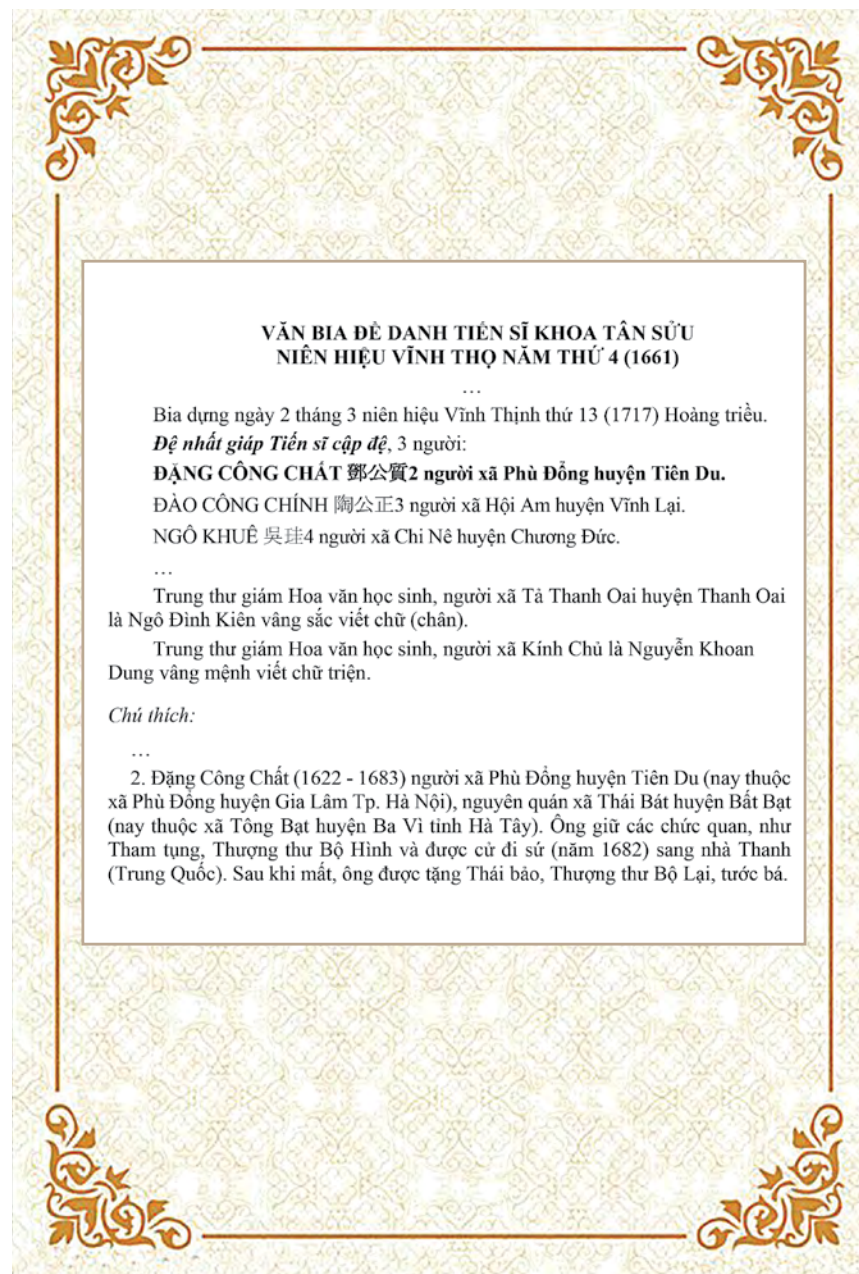 VĂN BIA ĐỀ DANH TIẾN SĨ KHOA TÂN SỬU
NIÊN HIỆU VĨNH THỌ NĂM THỨ 4 (1661)
…
Bia dựng ngày 2 tháng 3 niên hiệu Vĩnh Thịnh thứ 13 (1717) Hoàng triều.
Đệ nhất giáp Tiến sĩ cập đệ, 3 người:
ĐẶNG CÔNG CHẤT 鄧公質2 người xã Phù Đổng huyện Tiên Du.
ĐÀO CÔNG CHÍNH 陶公正3 người xã Hội Am huyện Vĩnh Lại.
NGÔ KHUÊ 吳珪4 người xã Chi Nê huyện Chương Đức.
…
Trung thư giám Hoa văn học sinh, người xã Tả Thanh Oai huyện Thanh Oai
là Ngô Đình Kiên vâng sắc viết chữ (chân).
Trung thư giám Hoa văn học sinh, người xã Kính Chủ là Nguyễn Khoan
Dung vâng mệnh viết chữ triện.
Chú thích:
…
2. Đặng Công Chất (1622 - 1683) người xã Phù Đổng huyện Tiên Du (nay thuộc
xã Phù Đổng huyện Gia Lâm Tp. Hà Nội), nguyên quán xã Thái Bát huyện Bất Bạt
(nay thuộc xã Tông Bạt huyện Ba Vì tỉnh Hà Tây). Ông giữ các chức quan, như
Tham tụng, Thượng thư Bộ Hình và được cử đi sứ (năm 1682) sang nhà Thanh
(Trung Quốc). Sau khi mất, ông được tặng Thái bảo, Thượng thư Bộ Lại, tước bá.